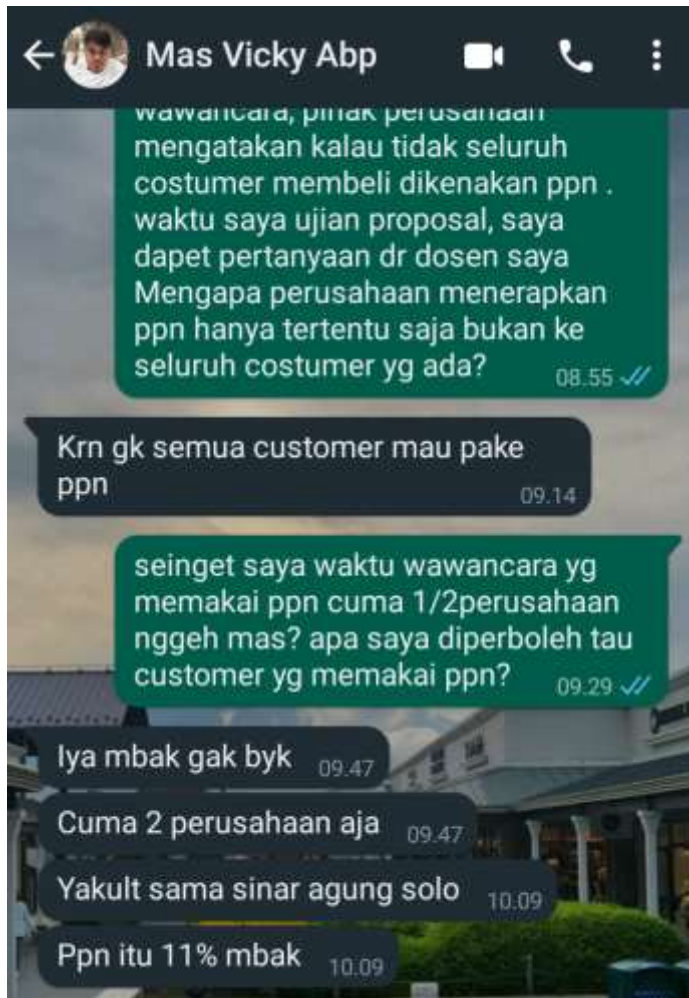 Mas Vicky Abp
wawancara, pihak perusahaan
mengatakan kalau tidak seluruh
costumer membeli dikenakan ppn .
waktu saya ujian proposal, saya
dapet pertanyaan dr dosen saya
Mengapa perusahaan menerapkan
ppn hanya tertentu saja bukan ke
seluruh costumer yg ada?
08.55
Krn gk semua customer mau pake
ppn
09.14
seinget saya waktu wawancara yg
memakai ppn cuma 1/2perusahaan
nggeh mas? apa saya diperboleh tau
customer yg memakai ppn?
09.29
Iya mbak gak byk 09.47
Cuma 2 perusahaan aja 09.47
Yakult sama sinar agung solo 10.09
Ppn itu 11% mbak 10.09